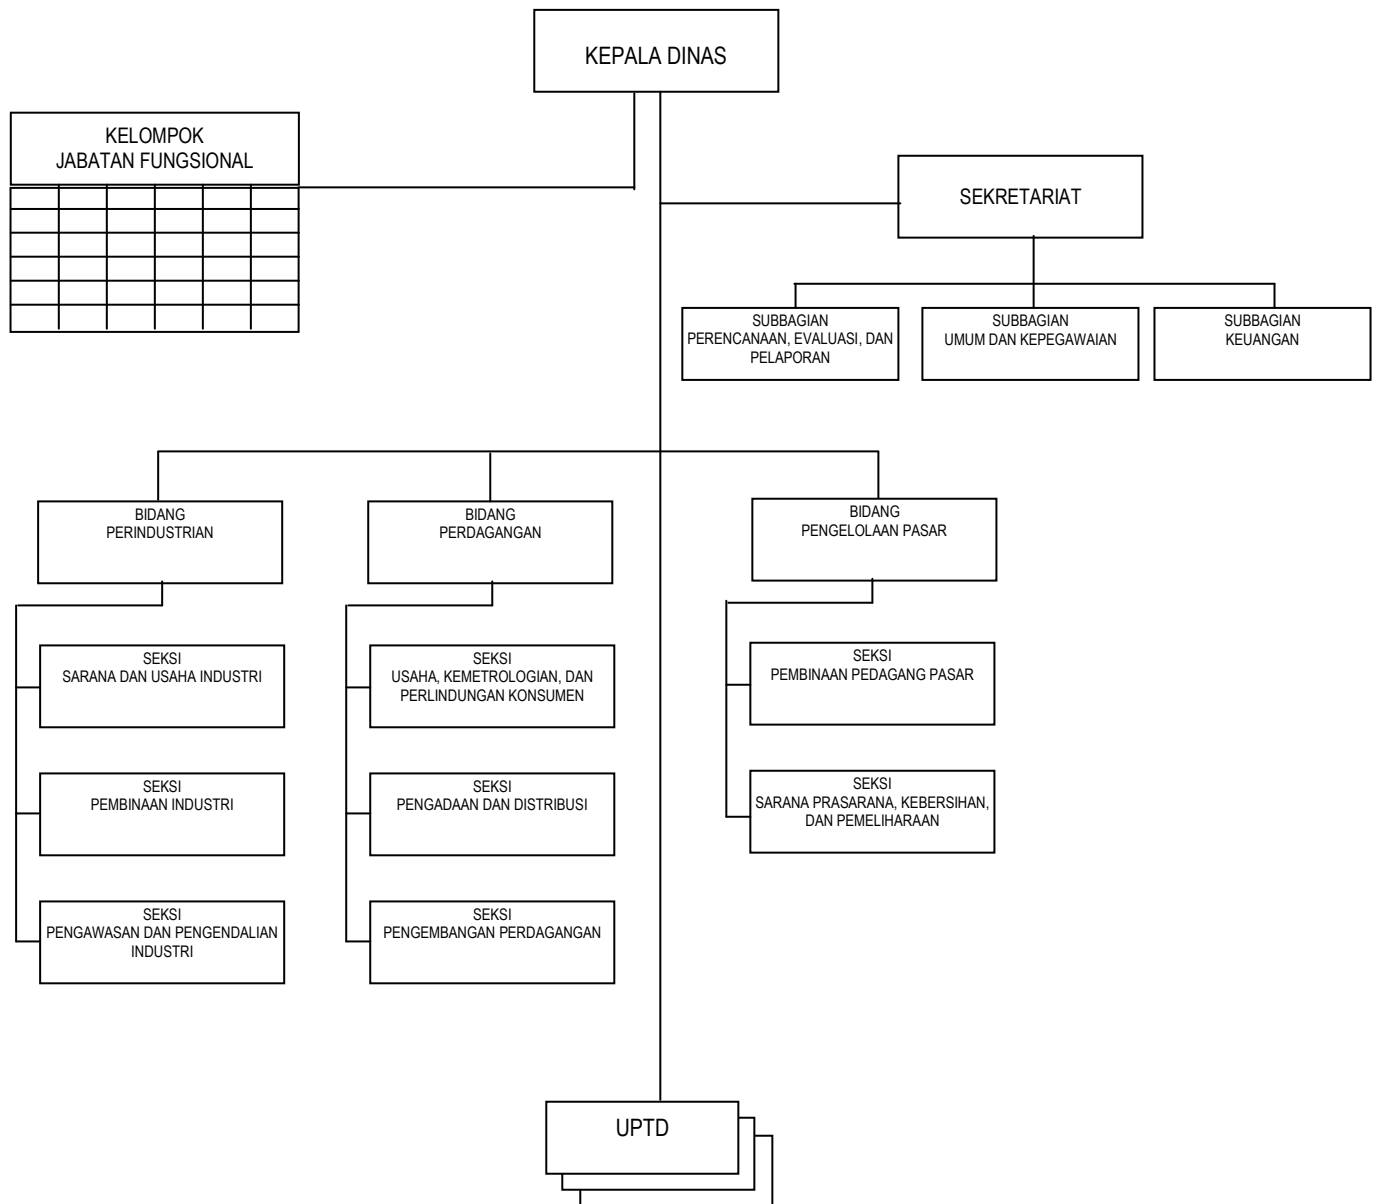 KEPALA DINAS
KELOMPOK
JABATAN FUNGSIONAL
SEKRETARIAT
SUBBAGIAN
PERENCANAAN, EVALUASI, DAN
PELAPORAN
SUBBAGIAN
UMUM DAN KEPEGAWAIAN
SUBBAGIAN
KEUANGAN
BIDANG
PERINDUSTRIAN
BIDANG
PERDAGANGAN
BIDANG
PENGELOLAAN PASAR
SEKSI
SARANA DAN USAHA INDUSTRI
SEKSI
USAHA, KEMETROLOGIAN, DAN
PERLINDUNGAN KONSUMEN
SEKSI
PEMBINAAN PEDAGANG PASAR
SEKSI
PEMBINAAN INDUSTRI
SEKSI
PENGADAAN DAN DISTRIBUSI
SEKSI
SARANA PRASARANA, KEBERSIHAN,
DAN PEMELIHARAAN
SEKSI
PENGAWASAN DAN PENGENDALIAN
INDUSTRI
SEKSI
PENGEMBANGAN PERDAGANGAN
UPTD